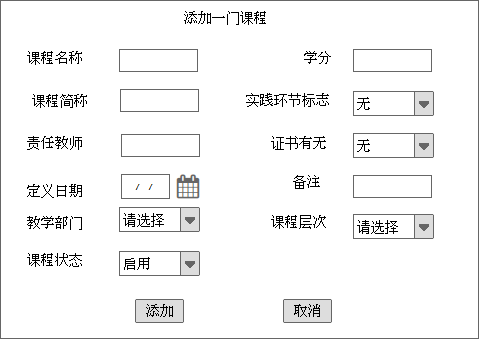 添加一门课程
课程名称 学分
课程简称 实践环节标志 无
责任教师 证书有无 无
定义日期 / / 备注
教学部门 请选择 课程层次 请选择
课程状态 启用
添加 取消